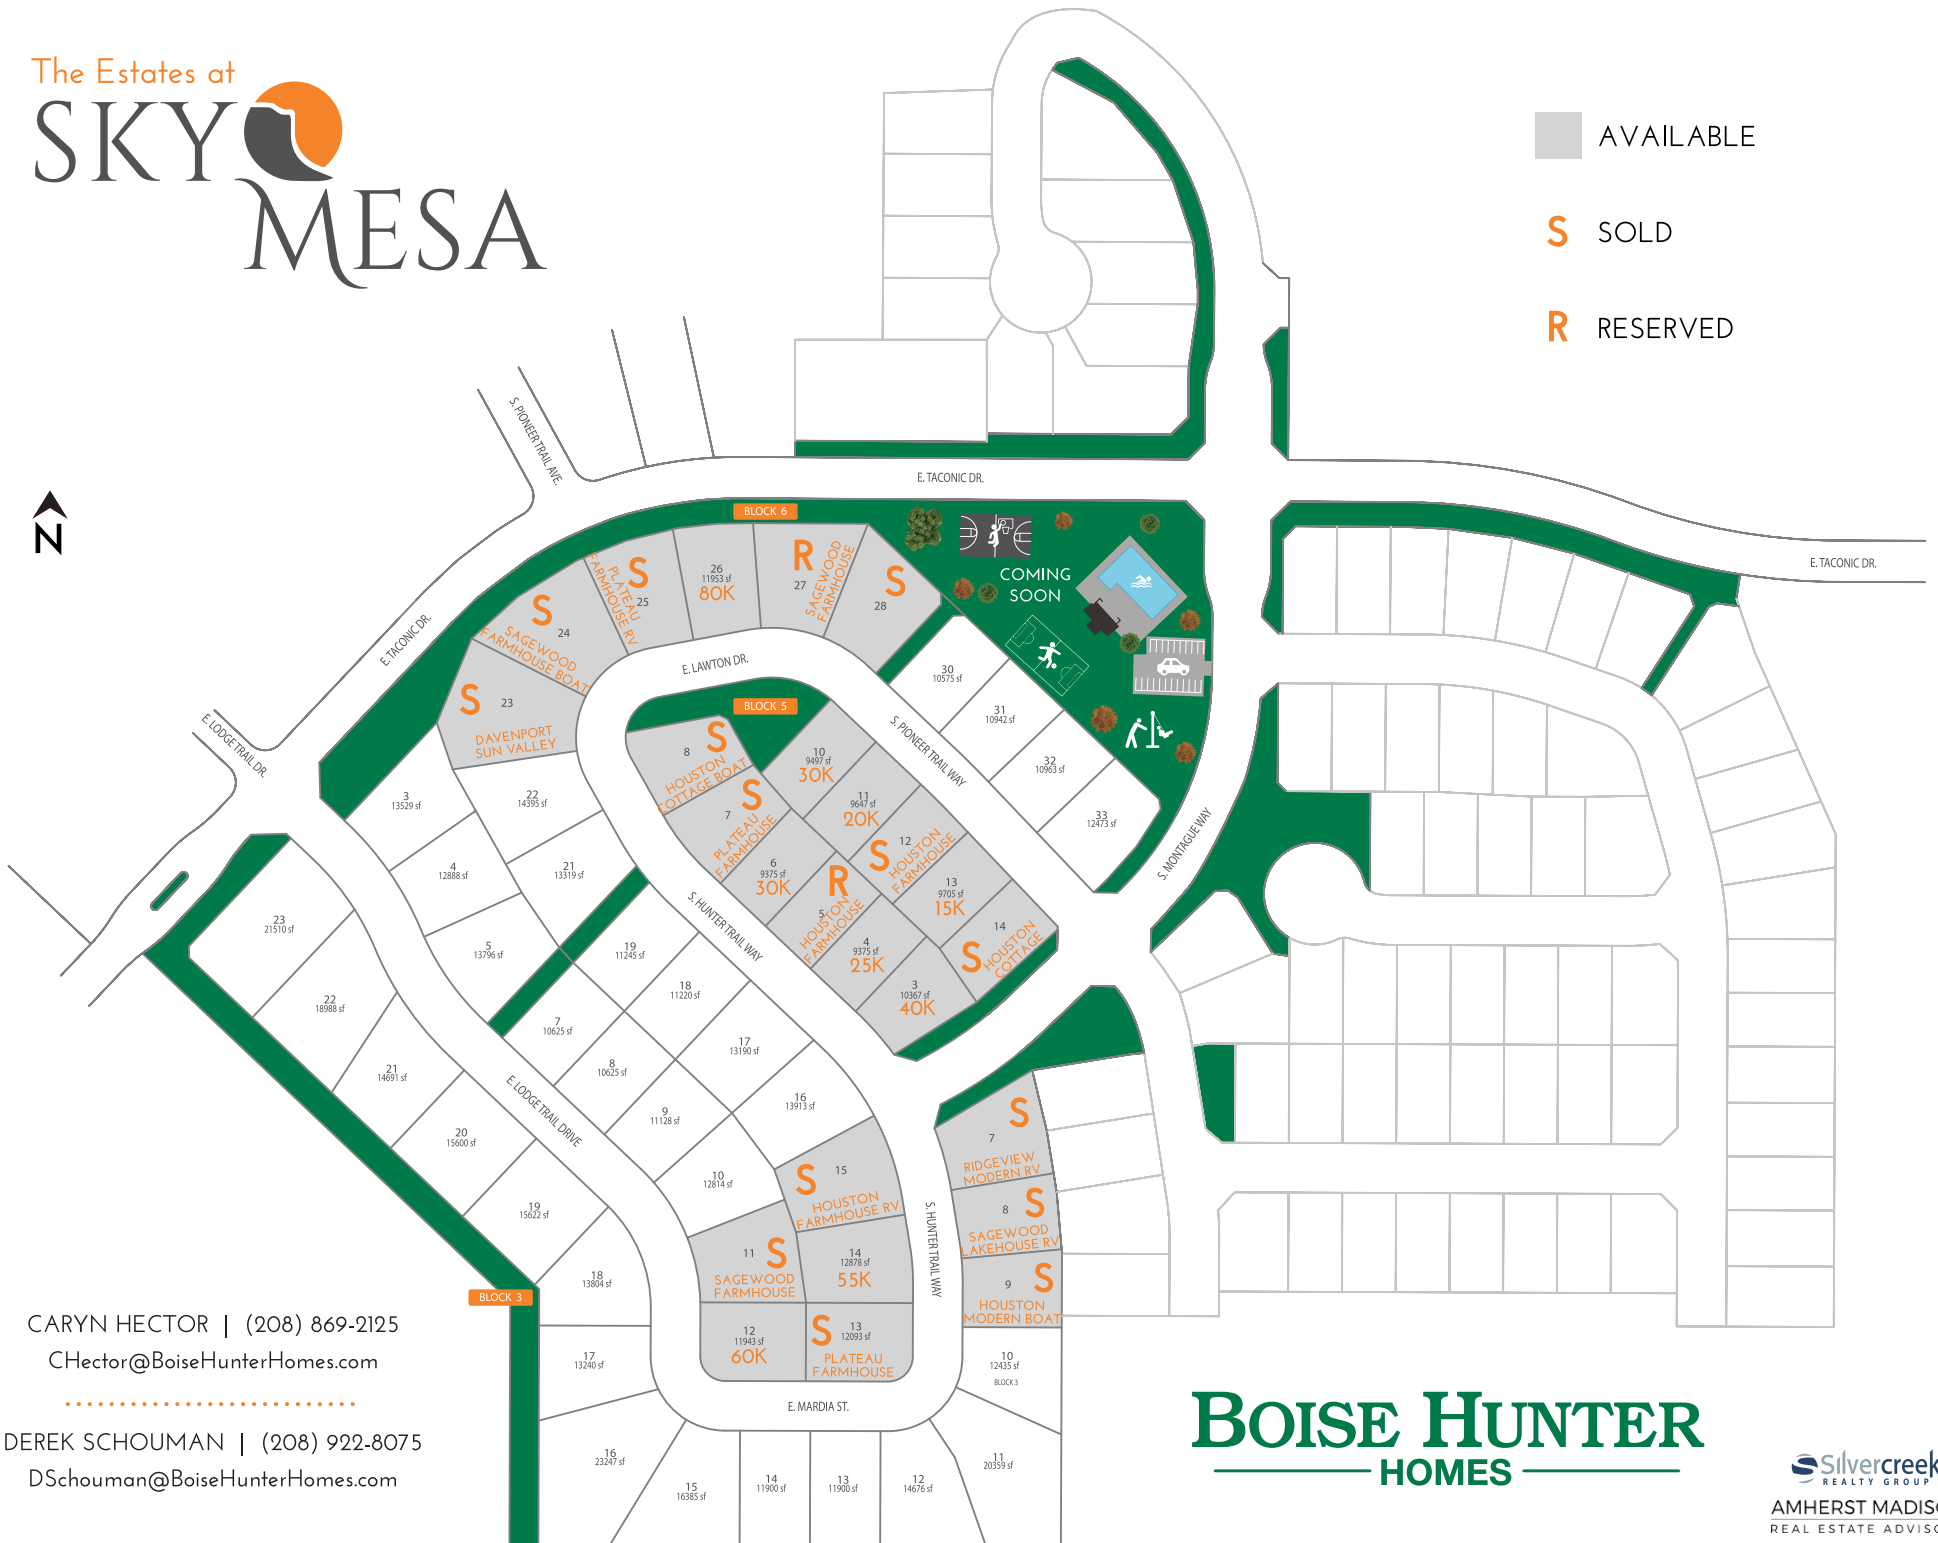 The Estates at
SKY
MESA
AVAILABLE
S SOLD
R RESERVED
N
S. PIONEER TRAIL AVE.
E. TACONIC DR.
E. TACONIC DR.
E. TACONIC DR.
E. LODGE TRAIL DR.
BLOCK 6
COMING
SOON
S
23
DAVENPORT
SUN VALLEY
S
24
SAGEWOOD
FARMHOUSE BOAT
S
25
PLATEAU
FARMHOUSE RV
26
11953 sf
80K
R
27
SAGEWOOD
FARMHOUSE
S
28
E. LAWTON DR.
S. PIONEER TRAIL WAY
S. MONTAGUE WAY
30
10575 sf
31
10942 sf
32
10963 sf
33
12473 sf
BLOCK 5
8
S
HOUSTON
COTTAGE BOAT
7
S
PLATEAU
FARMHOUSE
6
9375 sf
30K
R
5
HOUSTON
FARMHOUSE
4
9375 sf
25K
3
10367 sf
40K
10
9497 sf
30K
11
9647 sf
20K
12
S
HOUSTON
FARMHOUSE
13
9705 sf
15K
14
S
HOUSTON
COTTAGE
S. HUNTER TRAIL WAY
3
13529 sf
4
12888 sf
5
13796 sf
22
14395 sf
21
13319 sf
19
11245 sf
18
11220 sf
17
13190 sf
16
13913 sf
7
10625 sf
8
10625 sf
9
11128 sf
10
12814 sf
S
15
HOUSTON
FARMHOUSE RV
11
S
SAGEWOOD
FARMHOUSE
14
12878 sf
55K
12
11943 sf
60K
S
13
12093 sf
PLATEAU
FARMHOUSE
E. LODGE TRAIL DRIVE
S. HUNTER TRAIL WAY
E. MARDIA ST.
S
7
RIDGEVIEW
MODERN RV
8
S
SAGEWOOD
LAKEHOUSE RV
9
S
HOUSTON
MODERN BOAT
10
12435 sf
BLOCK 3
11
20359 sf
12
14676 sf
13
11900 sf
14
11900 sf
15
16385 sf
16
23247 sf
17
13240 sf
18
13804 sf
19
15622 sf
20
15600 sf
21
14691 sf
22
18988 sf
23
21510 sf
BLOCK 3
CARYN HECTOR | (208) 869-2125
CHector@BoiseHunterHomes.com
DEREK SCHOUMAN | (208) 922-8075
DSchouman@BoiseHunterHomes.com
BOISE HUNTER
HOMES
Silvercreek
REALTY GROUP
AMHERST MADISO
REAL ESTATE ADVISO